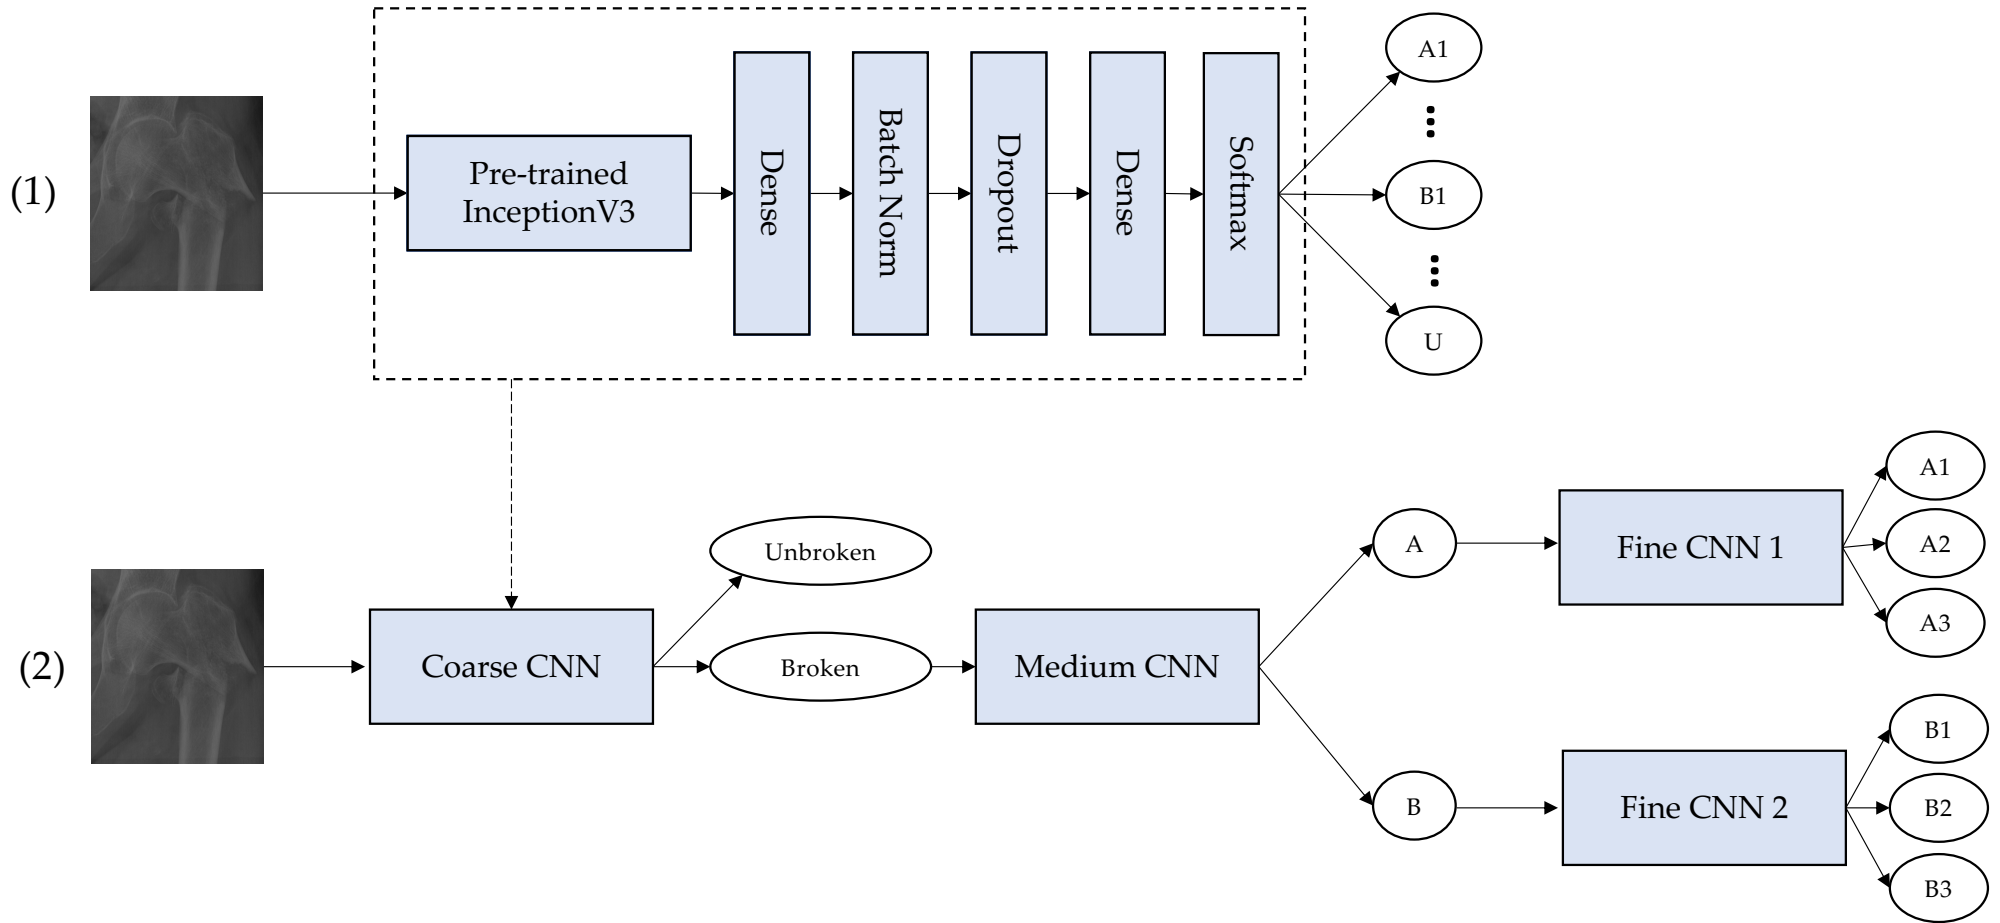 (1)
Pre-trained
InceptionV3
Dense
Batch Norm
Dropout
Dense
Softmax
A1
B1
U
(2)
Coarse CNN
Unbroken
Broken
Medium CNN
A
B
Fine CNN 1
A1
A2
A3
Fine CNN 2
B1
B2
B3